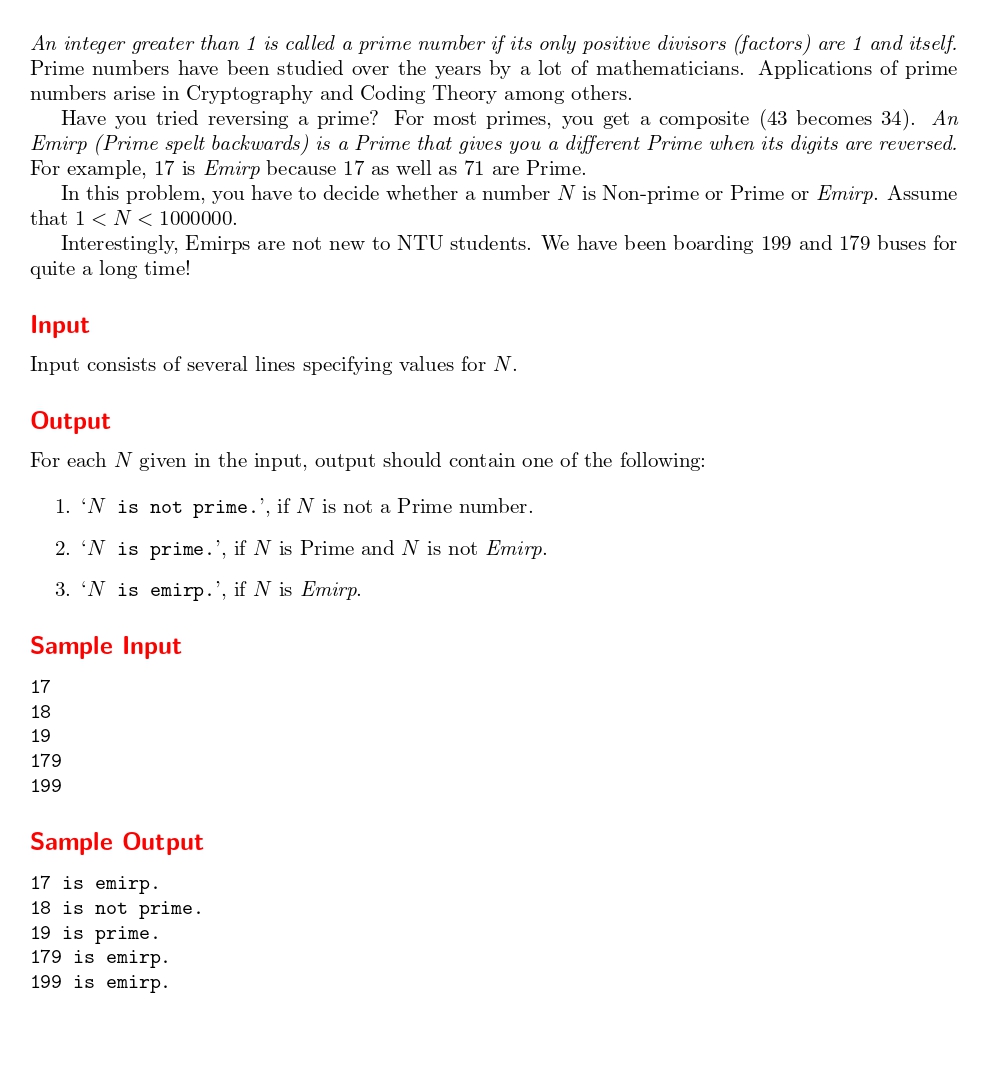 An integer greater than 1 is called a prime number if its only positive divisors (factors) are 1 and itself.
Prime numbers have been studied over the years by a lot of mathematicians. Applications of prime
numbers arise in Cryptography and Coding Theory among others.
Have you tried reversing a prime? For most primes, you get a composite (43 becomes 34). An
Emirp (Prime spelt backwards) is a Prime that gives you a different Prime when its digits are reversed.
For example, 17 is Emirp because 17 as well as 71 are Prime.
In this problem, you have to decide whether a number N is Non-prime or Prime or Emirp. Assume
that 1 < N < 1000000.
Interestingly, Emirps are not new to NTU students. We have been boarding 199 and 179 buses for
quite a long time!
Input
Input consists of several lines specifying values for N.
Output
For each N given in the input, output should contain one of the following:
1. ‘N is not prime.’, if N is not a Prime number.
2. ‘N is prime.’, if N is Prime and N is not Emirp.
3. ‘N is emirp.’, if N is Emirp.
Sample Input
17
18
19
179
199
Sample Output
17 is emirp.
18 is not prime.
19 is prime.
179 is emirp.
199 is emirp.